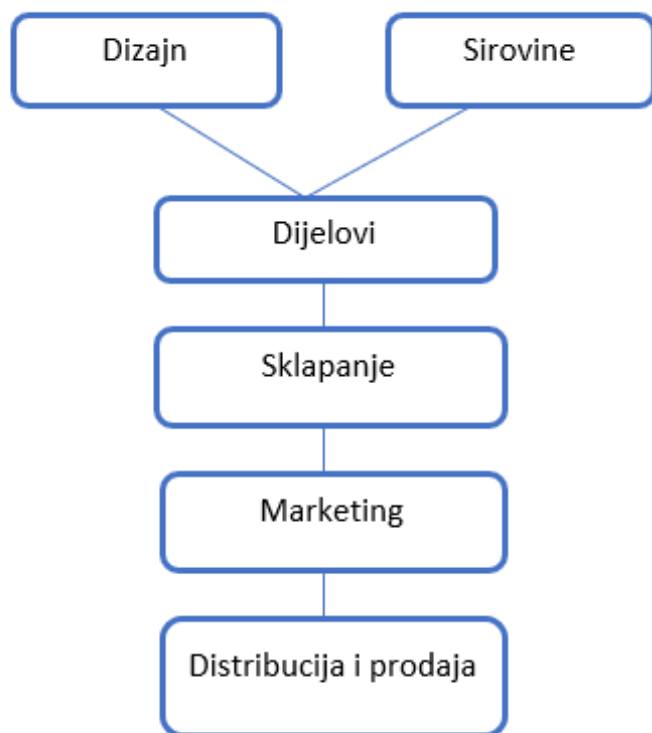 Dizajn
Sirovine
Dijelovi
Sklapanje
Marketing
Distribucija i prodaja